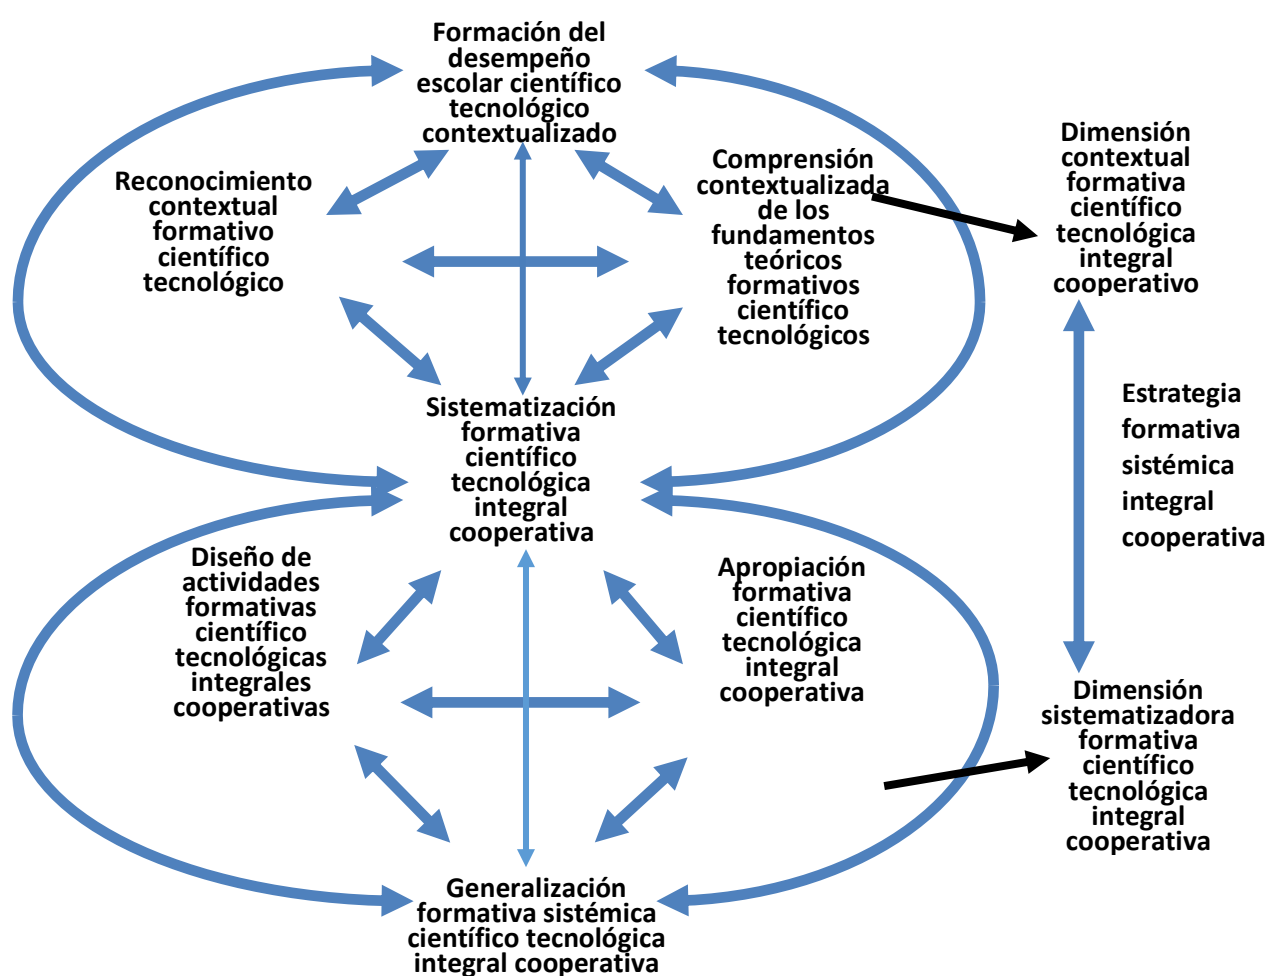 Formación del
desempeño
escolar científico
tecnológico
contextualizado
Reconocimiento
contextual
formativo
científico
tecnológico
Comprensión
contextualizada
de los
fundamentos
teóricos
formativos
científico
tecnológicos
Dimensión
contextual
formativa
científico
tecnológica
integral
cooperativo
Sistematización
formativa
científico
tecnológica
integral
cooperativa
Estrategia
formativa
sistémica
integral
cooperativa
Diseño de
actividades
formativas
científico
tecnológicas
integrales
cooperativas
Apropiación
formativa
científico
tecnológica
integral
cooperativa
Dimensión
sistematizadora
formativa
científico
tecnológica
integral
cooperativa
Generalización
formativa sistémica
científico tecnológica
integral cooperativa